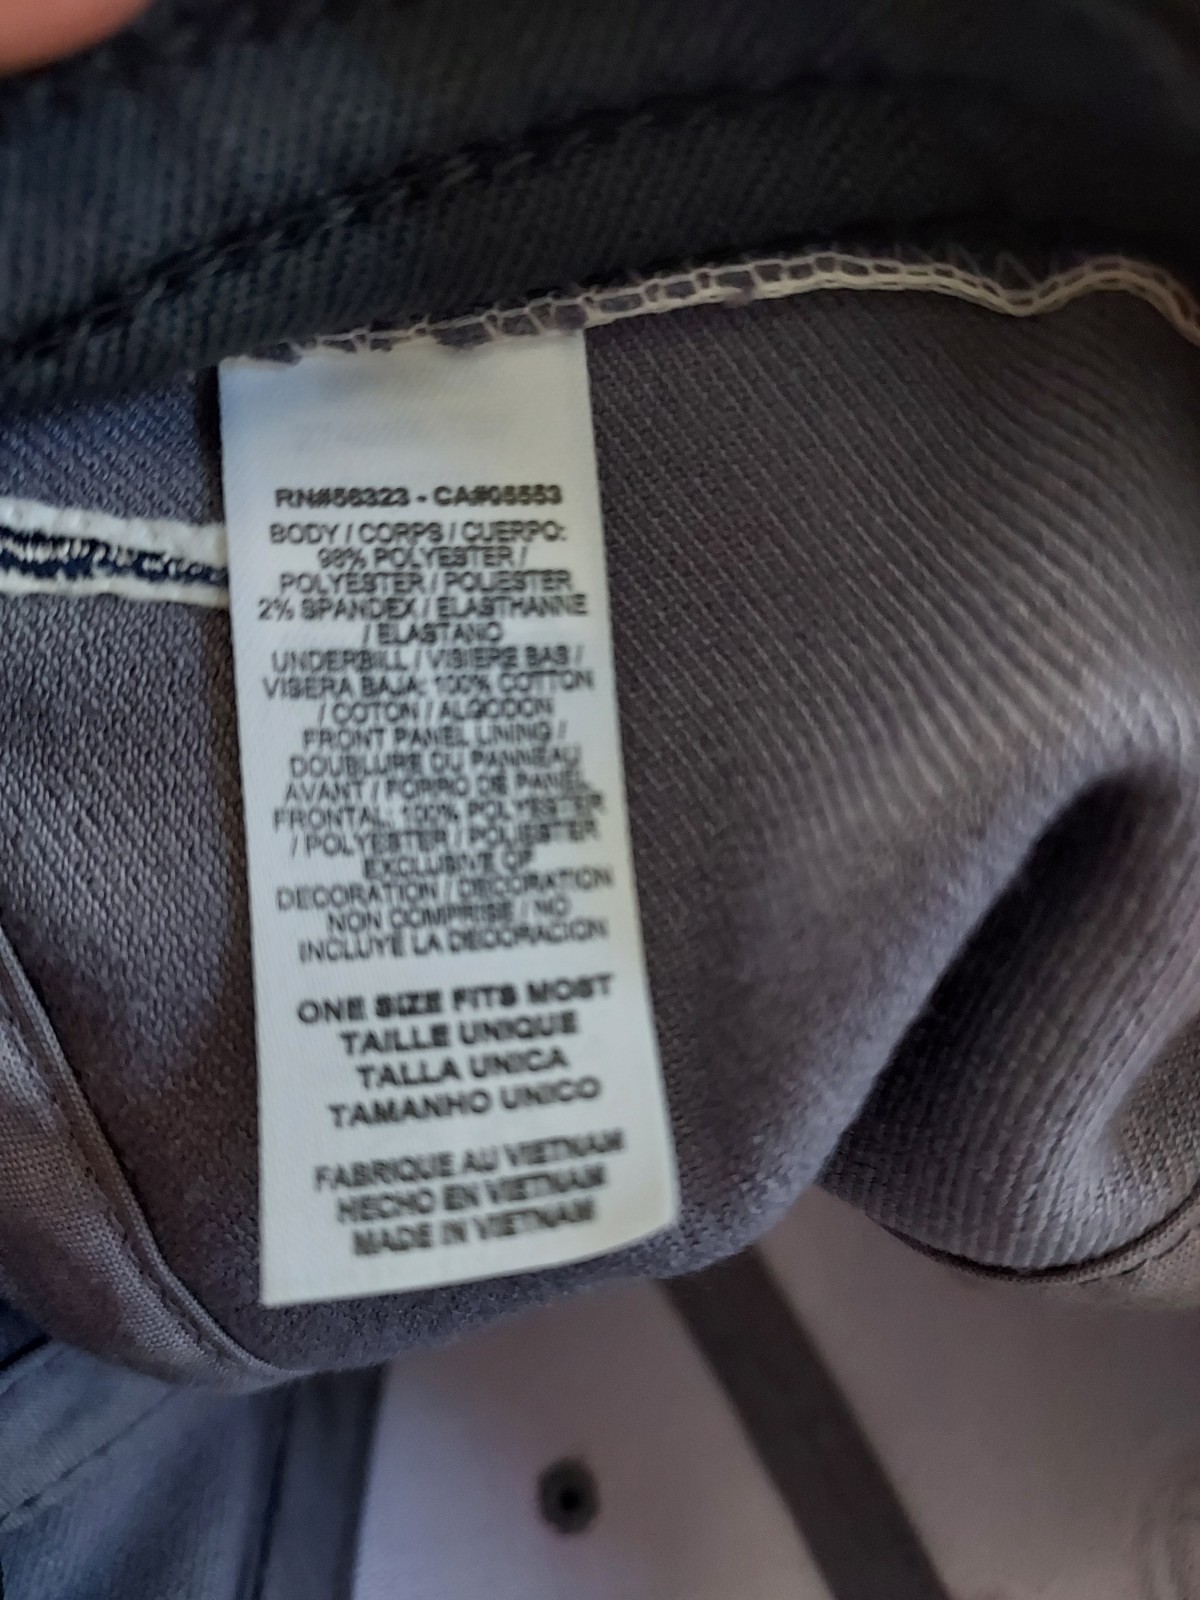 RN#56323 - CA#05553
BODY / CORPS / CUERPO:
98% POLYESTER /
POLYESTER / POLIESTER
2% SPANDEX / ELASTHANNE
/ ELASTANO
UNDERBILL / VISIERE BAS /
VISERA BAJA: 100% COTTON
/ COTON / ALGODON
FRONT PANEL LINING /
DOUBLURE DU PANNEAU
AVANT / FORRO DE PANEL
FRONTAL: 100% POLYESTER
/ POLYESTER / POLIESTER
EXCLUSIVE OF
DECORATION / DECORATION
NON COMPRISE / NO
INCLUYE LA DECORACION
ONE SIZE FITS MOST
TAILLE UNIQUE
TALLA UNICA
TAMANHO UNICO
FABRIQUE AU VIETNAM
HECHO EN VIETNAM
MADE IN VIETNAM